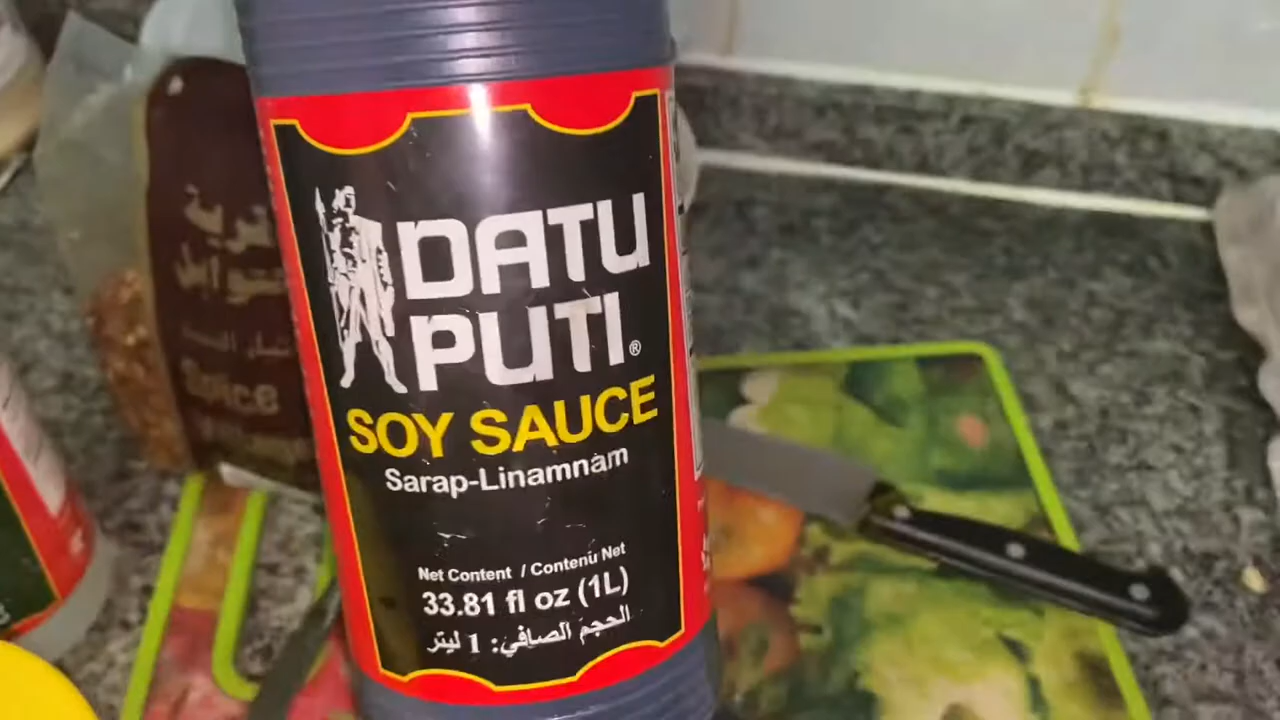 DATU
PUTI®
SOY SAUCE
Sarap-Linamnam
Net Content / Contenu Net
33.81 fl oz (1L)
الحجم الصافي: 1 ليتر
Spice